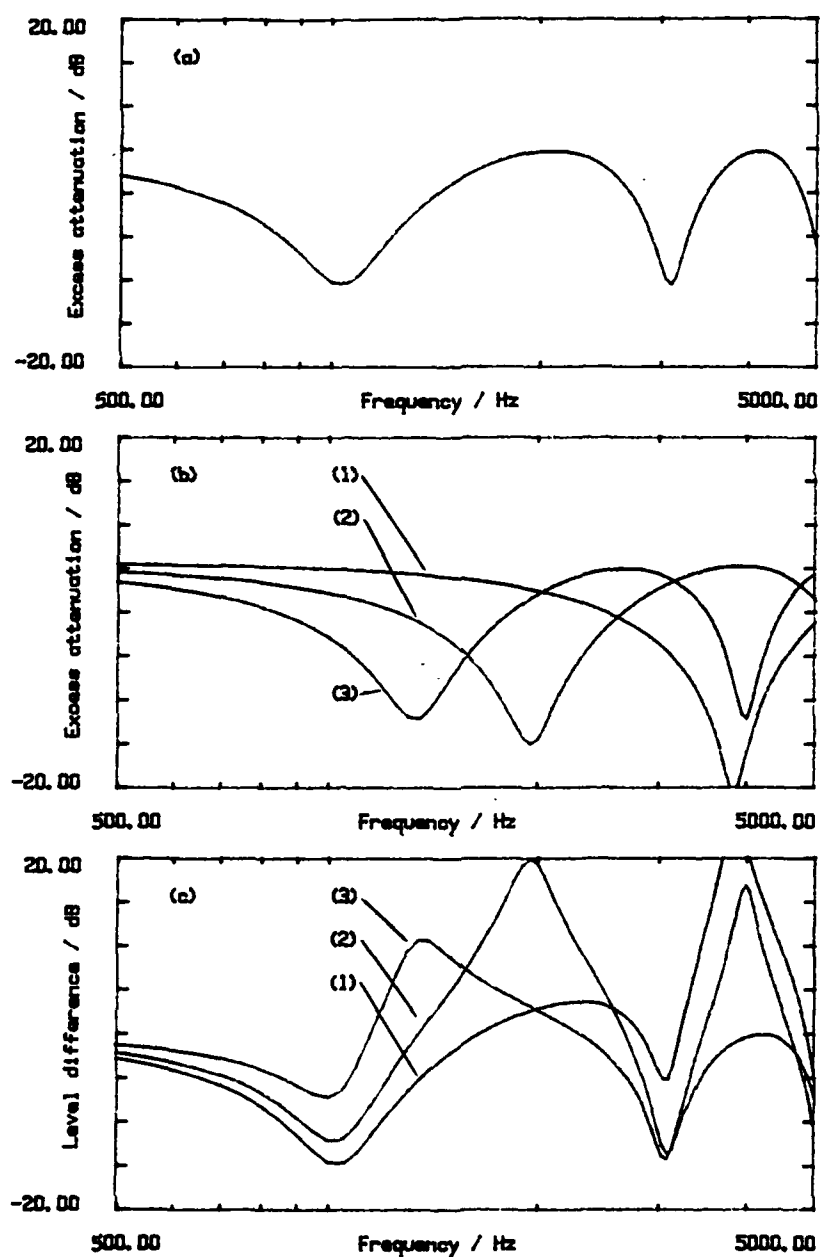 20.00
(a)
Excess attenuation / dB
-20.00
500.00 Frequency / Hz 5000.00
20.00
(b)
(1)
(2)
(3)
Excess attenuation / dB
-20.00
500.00 Frequency / Hz 5000.00
20.00
(c)
(3)
(2)
(1)
Level difference / dB
-20.00
500.00 Frequency / Hz 5000.00